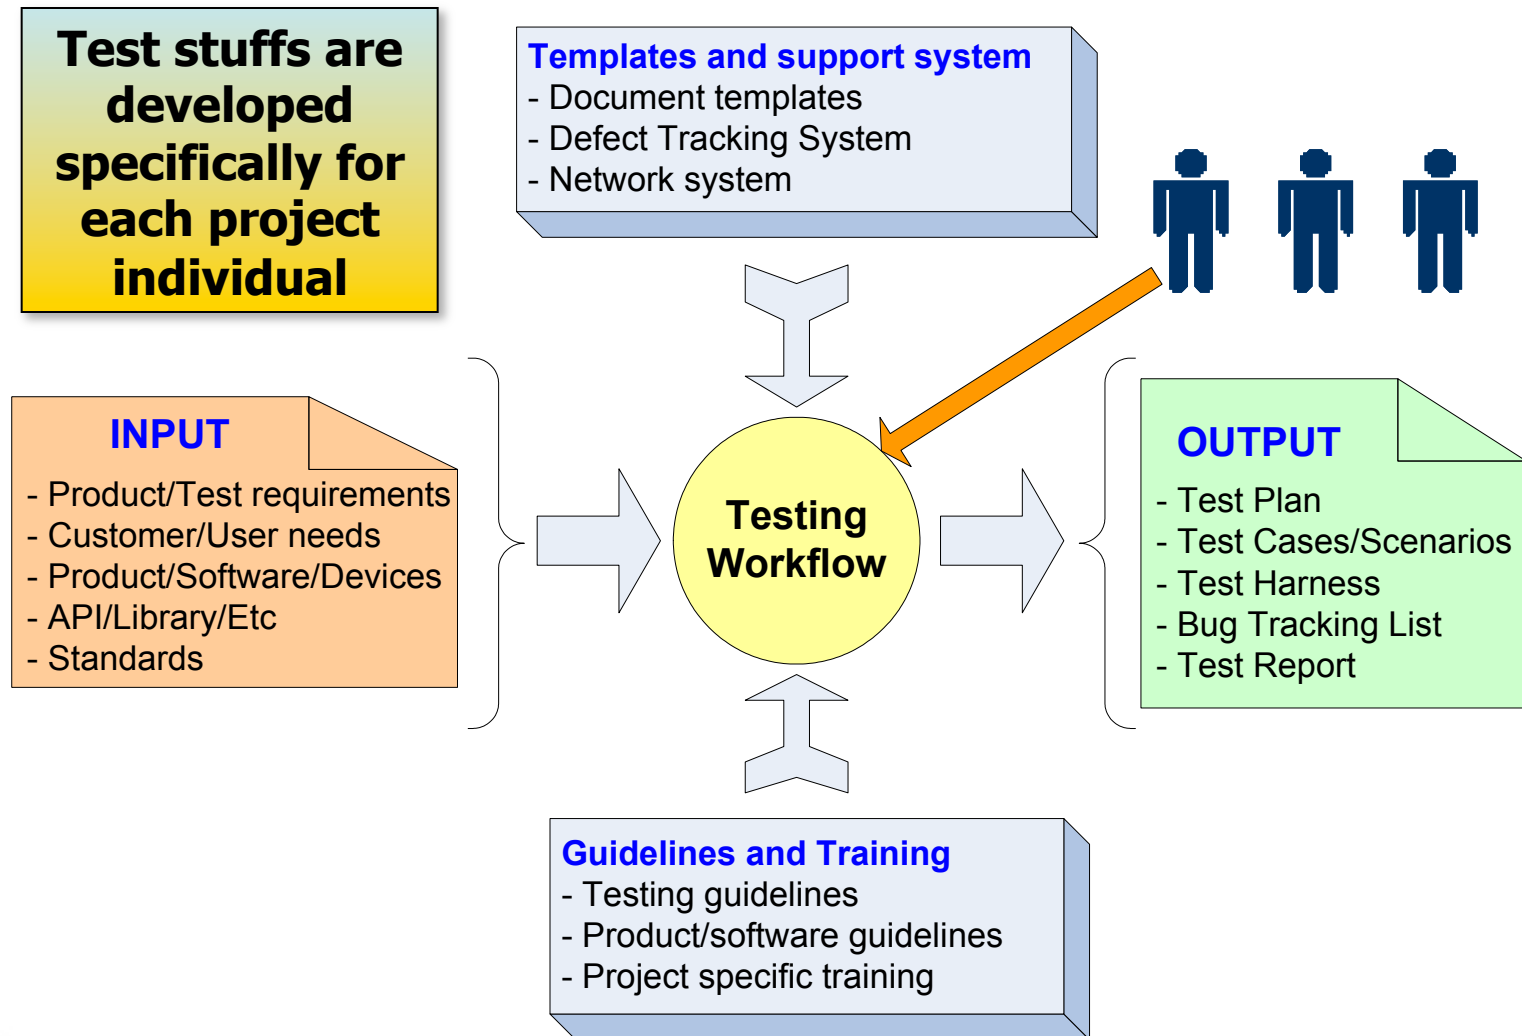 Test stuffs are
developed
specifically for
each project
individual
Templates and support system
- Document templates
- Defect Tracking System
- Network system
INPUT
- Product/Test requirements
- Customer/User needs
- Product/Software/Devices
- API/Library/Etc
- Standards
Testing
Workflow
OUTPUT
- Test Plan
- Test Cases/Scenarios
- Test Harness
- Bug Tracking List
- Test Report
Guidelines and Training
- Testing guidelines
- Product/software guidelines
- Project specific training